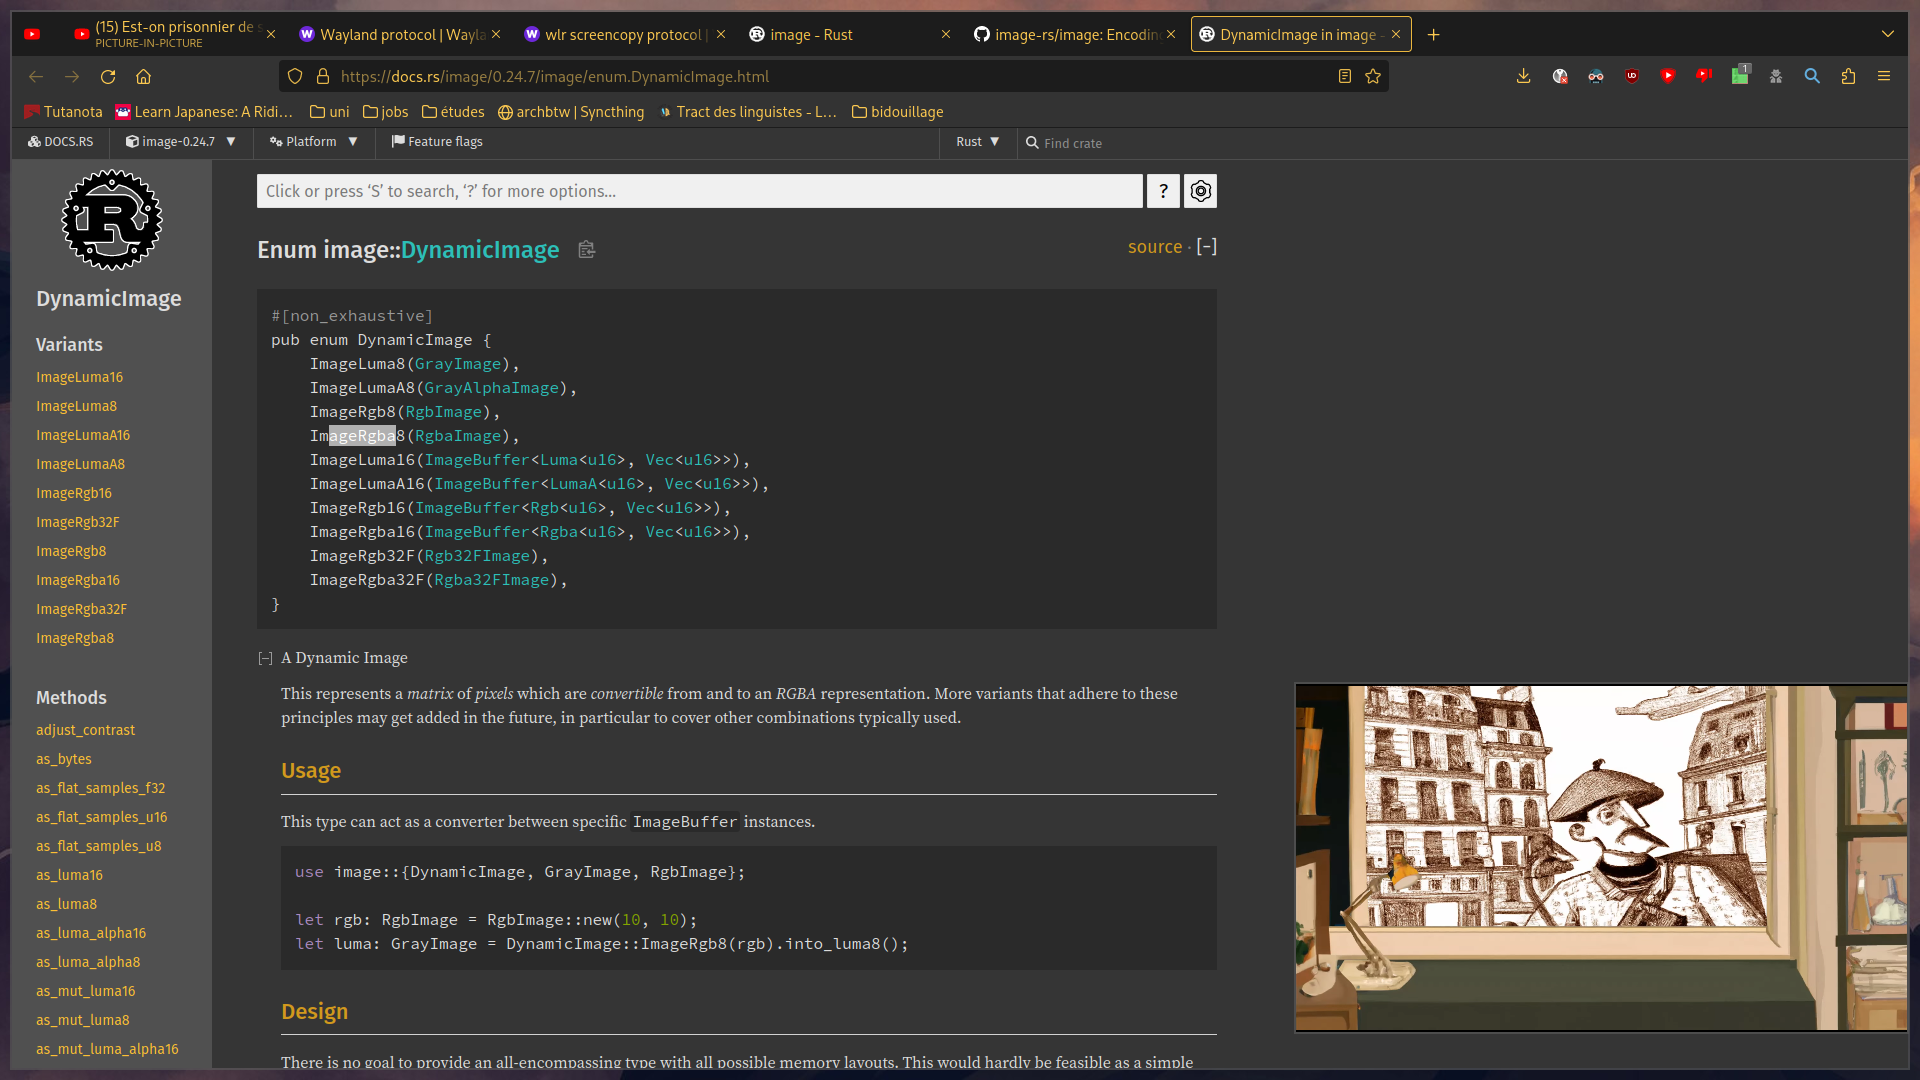 (15) Est-on prisonnier de s
PICTURE-IN-PICTURE
Wayland protocol | Wayla
wlr screencopy protocol |
image - Rust
image-rs/image: Encoding
DynamicImage in image -
https://docs.rs/image/0.24.7/image/enum.DynamicImage.html
1
Tutanota
Learn Japanese: A Ridi...
uni
jobs
études
archbtw | Syncthing
Tract des linguistes - L...
bidouillage
DOCS.RS
image-0.24.7
Platform
Feature flags
Rust
Find crate
Click or press ‘S’ to search, ‘?’ for more options...
?
Enum image::DynamicImage
source · [−]
#[non_exhaustive]
pub enum DynamicImage {
ImageLuma8(GrayImage),
ImageLumaA8(GrayAlphaImage),
ImageRgb8(RgbImage),
ImageRgba8(RgbaImage),
ImageLuma16(ImageBuffer<Luma<u16>, Vec<u16>>),
ImageLumaA16(ImageBuffer<LumaA<u16>, Vec<u16>>),
ImageRgb16(ImageBuffer<Rgb<u16>, Vec<u16>>),
ImageRgba16(ImageBuffer<Rgba<u16>, Vec<u16>>),
ImageRgb32F(Rgb32FImage),
ImageRgba32F(Rgba32FImage),
}
[−] A Dynamic Image
This represents a matrix of pixels which are convertible from and to an RGBA representation. More variants that adhere to these
principles may get added in the future, in particular to cover other combinations typically used.
Usage
This type can act as a converter between specific ImageBuffer instances.
use image::{DynamicImage, GrayImage, RgbImage};
let rgb: RgbImage = RgbImage::new(10, 10);
let luma: GrayImage = DynamicImage::ImageRgb8(rgb).into_luma8();
Design
There is no goal to provide an all-encompassing type with all possible memory layouts. This would hardly be feasible as a simple
DynamicImage
Variants
ImageLuma16
ImageLuma8
ImageLumaA16
ImageLumaA8
ImageRgb16
ImageRgb32F
ImageRgb8
ImageRgba16
ImageRgba32F
ImageRgba8
Methods
adjust_contrast
as_bytes
as_flat_samples_f32
as_flat_samples_u16
as_flat_samples_u8
as_luma16
as_luma8
as_luma_alpha16
as_luma_alpha8
as_mut_luma16
as_mut_luma8
as_mut_luma_alpha16